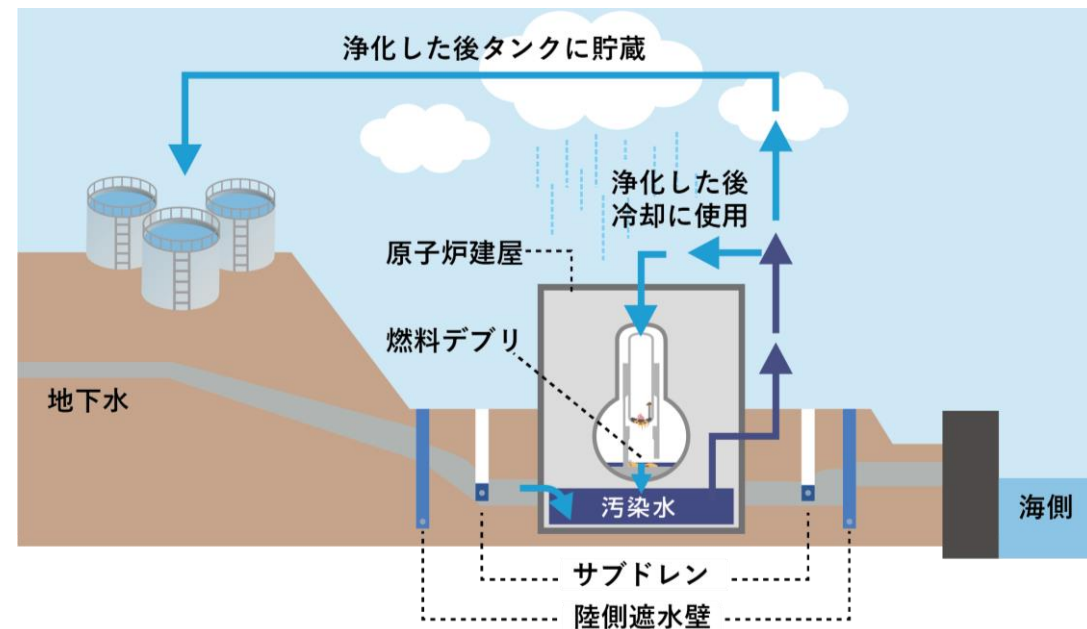 浄化した後タンクに貯蔵
浄化した後
冷却に使用
原子炉建屋
燃料デブリ
地下水
汚染水
海側
サブドレン
陸側遮水壁